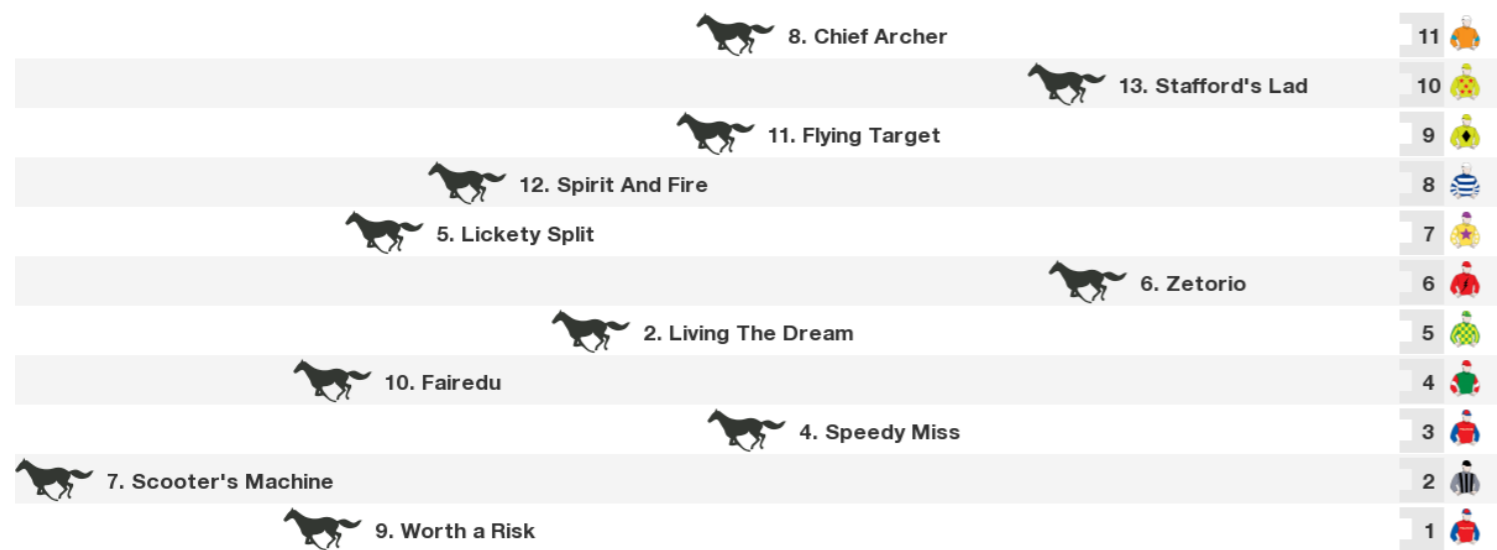 8. Chief Archer 11
13. Stafford's Lad 10
11. Flying Target 9
12. Spirit And Fire 8
5. Lickety Split 7
6. Zetorio 6
2. Living The Dream 5
10. Fairedu 4
4. Speedy Miss 3
7. Scooter's Machine 2
9. Worth a Risk 1